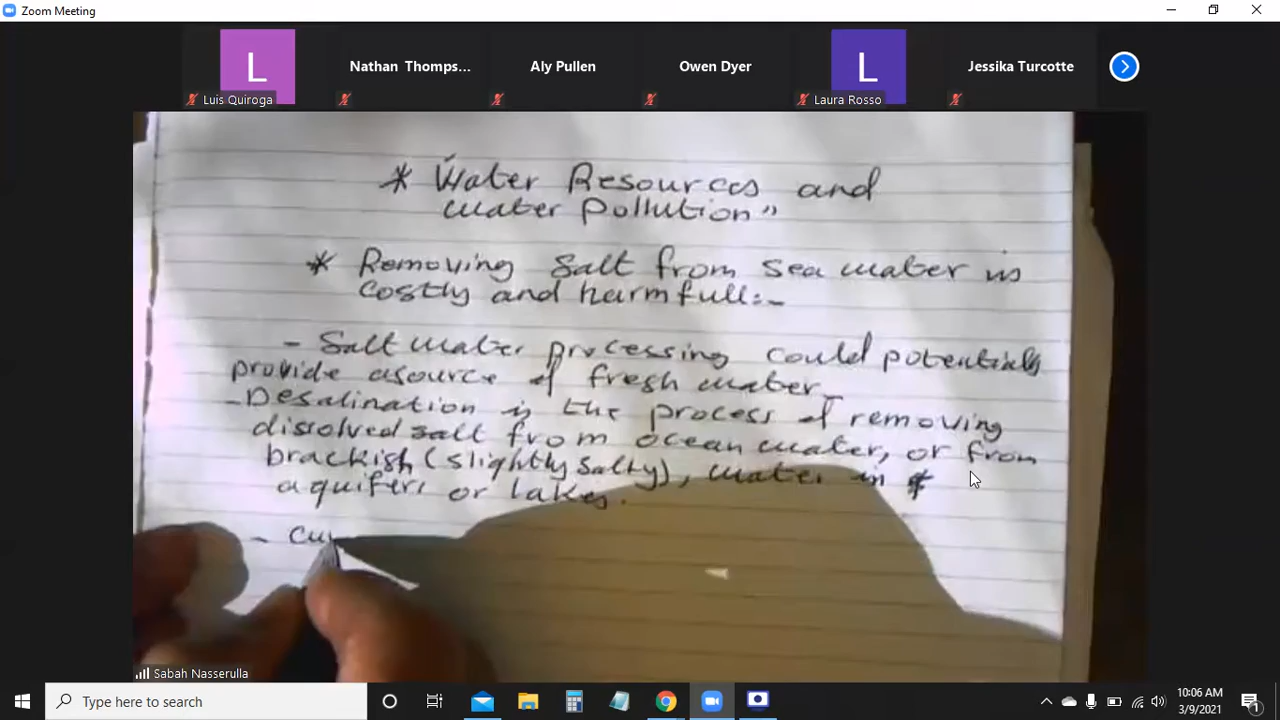 Zoom Meeting
L
Luis Quiroga
Nathan Thomps...
Aly Pullen
Owen Dyer
L
Laura Rosso
Jessika Turcotte
* "Water Resources and
water Pollution"
* Removing Salt from Sea water is
costly and harmfull:-
- Salt water processing could potentially
provide a source of fresh water_
- Desalination is the process of removing
dissolved salt from ocean water, or from
brackish (slightly salty), water in
aquifers or lakes.
- Cur
Sabah Nasserulla
Type here to search
10:06 AM
3/9/2021
1